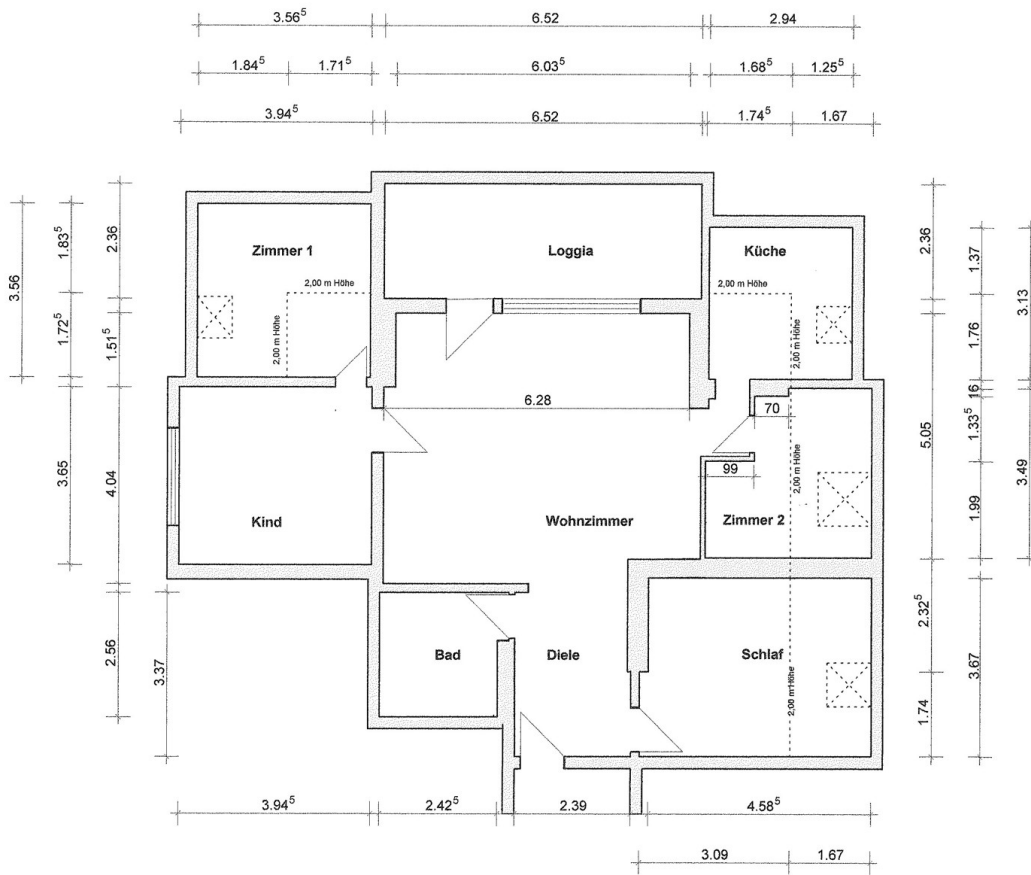 3.56⁵ 6.52 2.94
1.84⁵ 1.71⁵ 6.03⁵ 1.68⁵ 1.25⁵
3.94⁵ 6.52 1.74⁵ 1.67
3.56
1.83⁵
1.72⁵
3.65
2.36
1.51⁵
4.04
2.56
3.37
Zimmer 1
2,00 m Höhe
2,00 m Höhe
Loggia
Küche
2,00 m Höhe
2,00 m Höhe
6.28
70
99
2,00 m Höhe
Kind
Wohnzimmer
Zimmer 2
Bad
Diele
Schlaf
2,00 m Höhe
2.36
5.05
2.32⁵
1.74
1.37
1.76
16
1.33⁵
1.99
3.67
3.13
3.49
3.94⁵ 2.42⁵ 2.39 4.58⁵
3.09 1.67